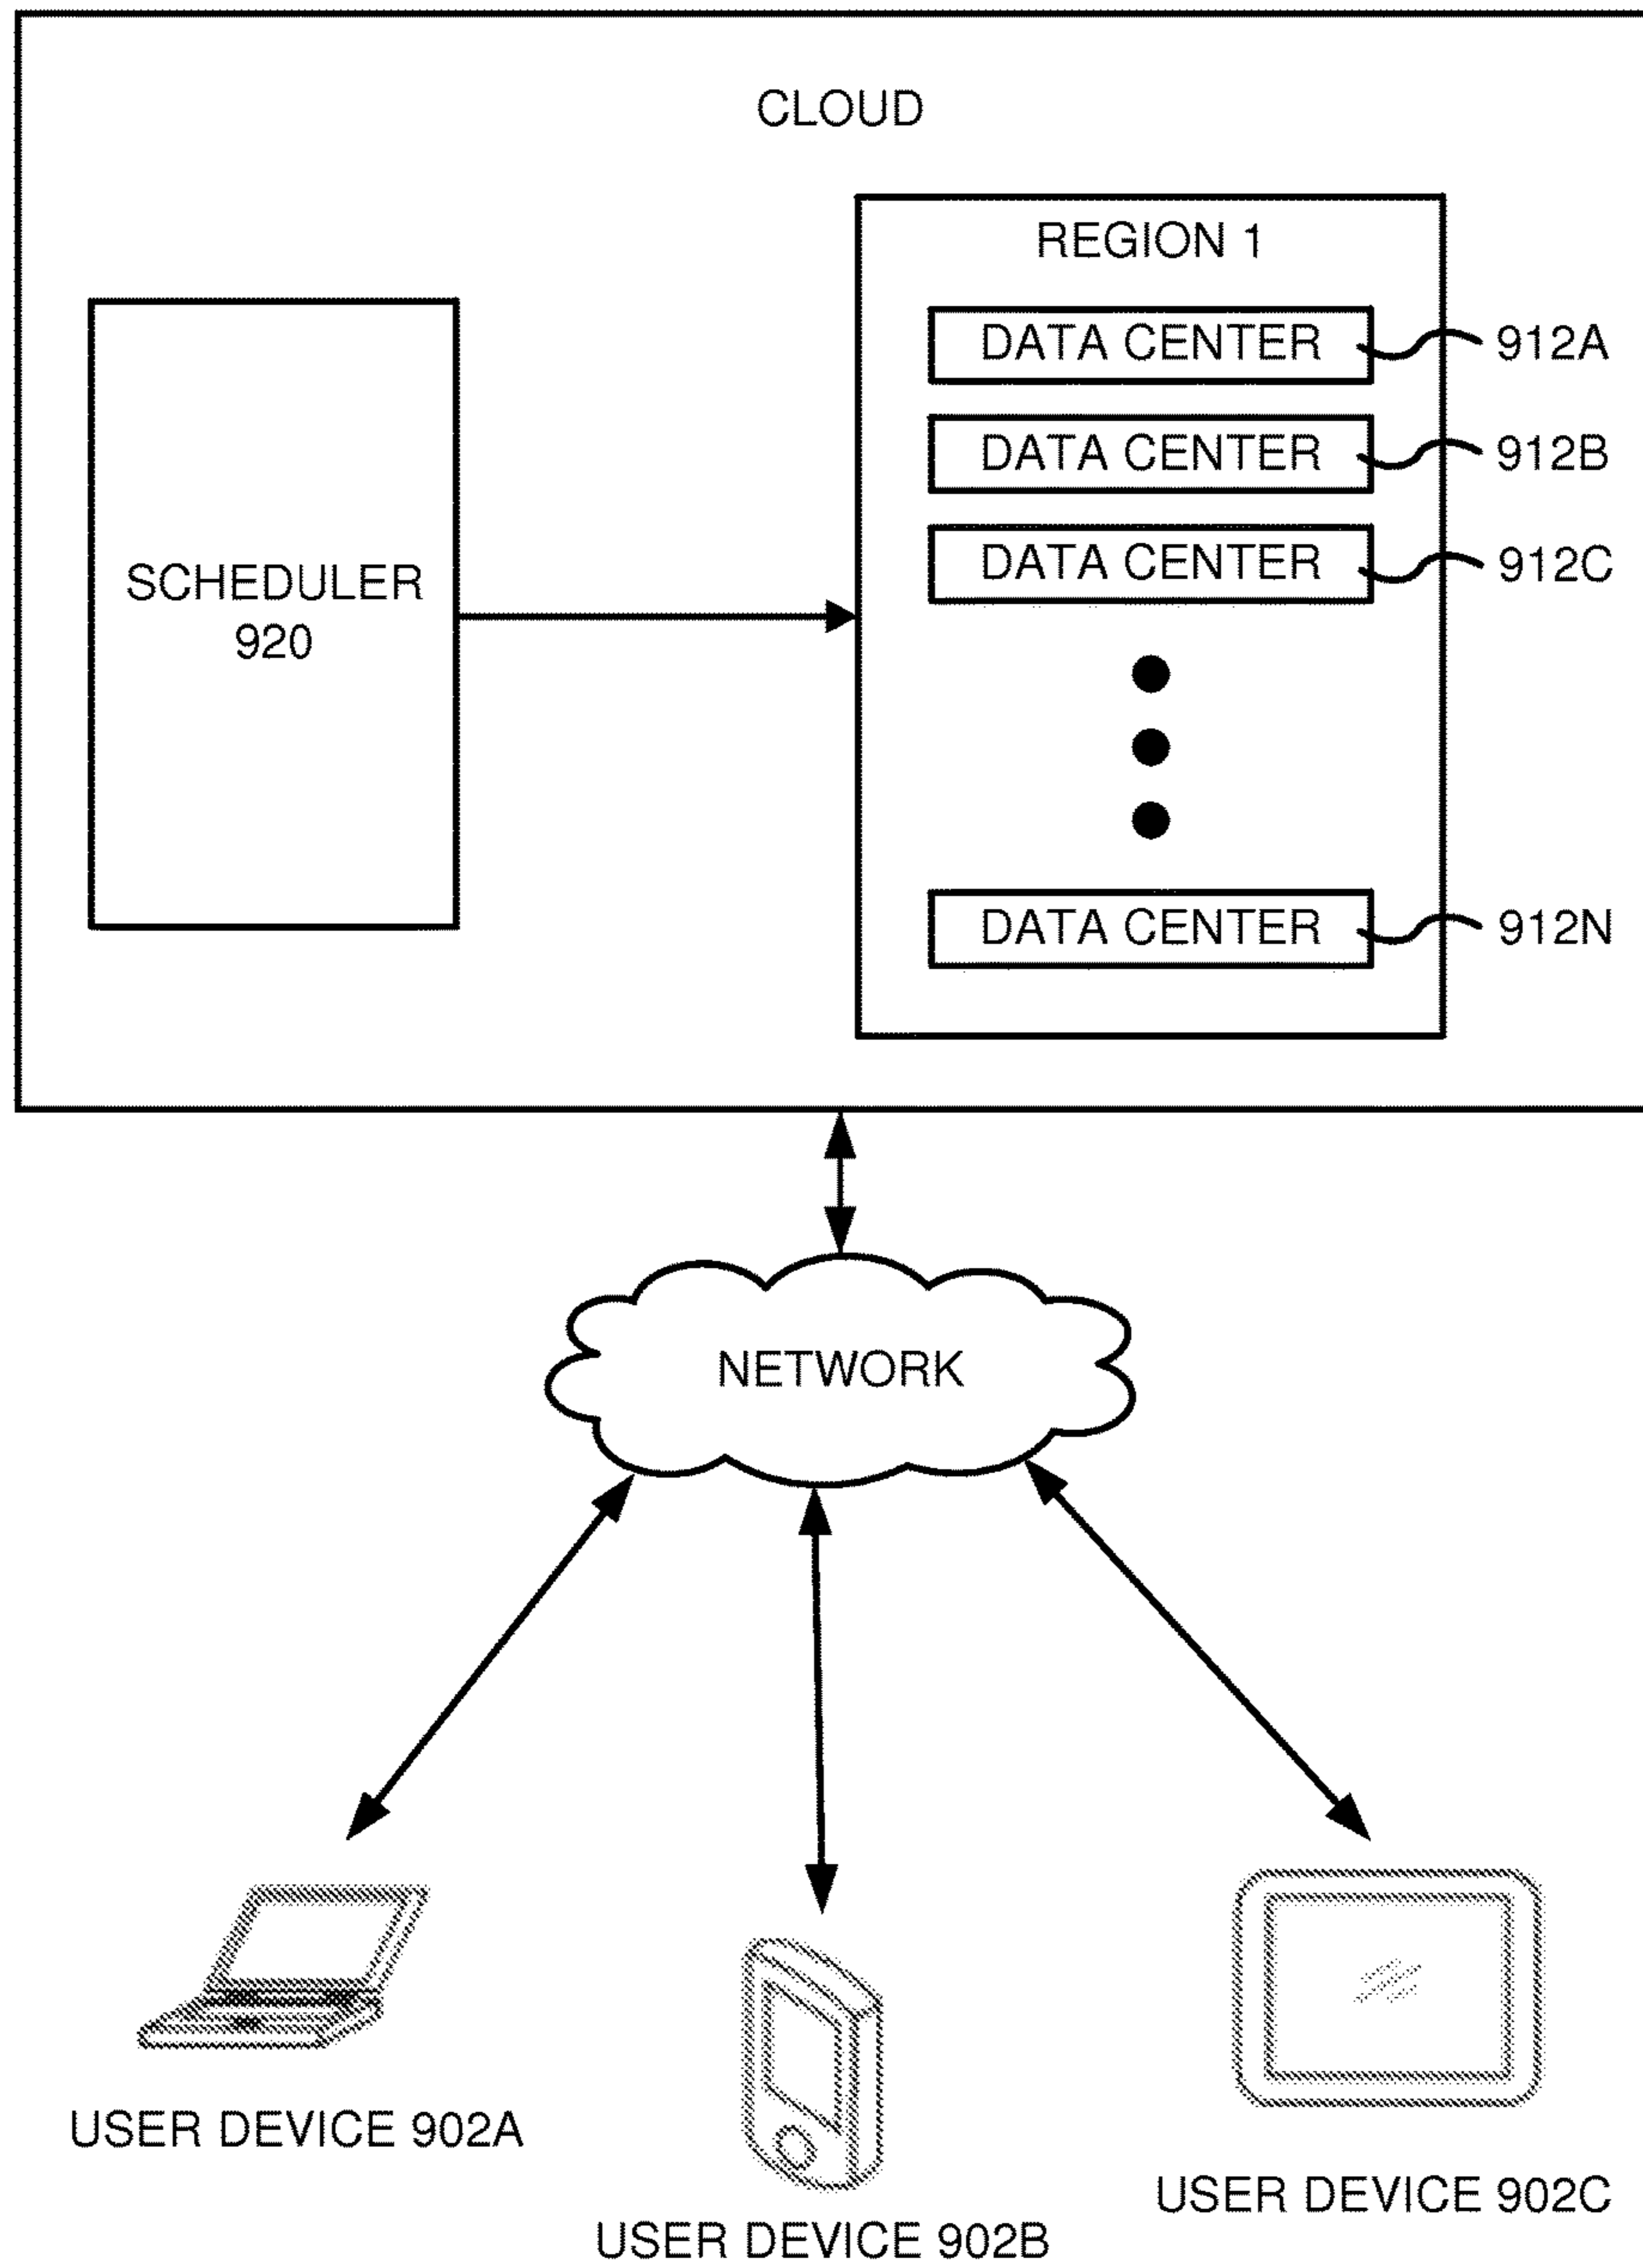 CLOUD
REGION 1
DATA CENTER 912A
DATA CENTER 912B
DATA CENTER 912C
SCHEDULER
920
DATA CENTER 912N
NETWORK
USER DEVICE 902A
USER DEVICE 902B
USER DEVICE 902C